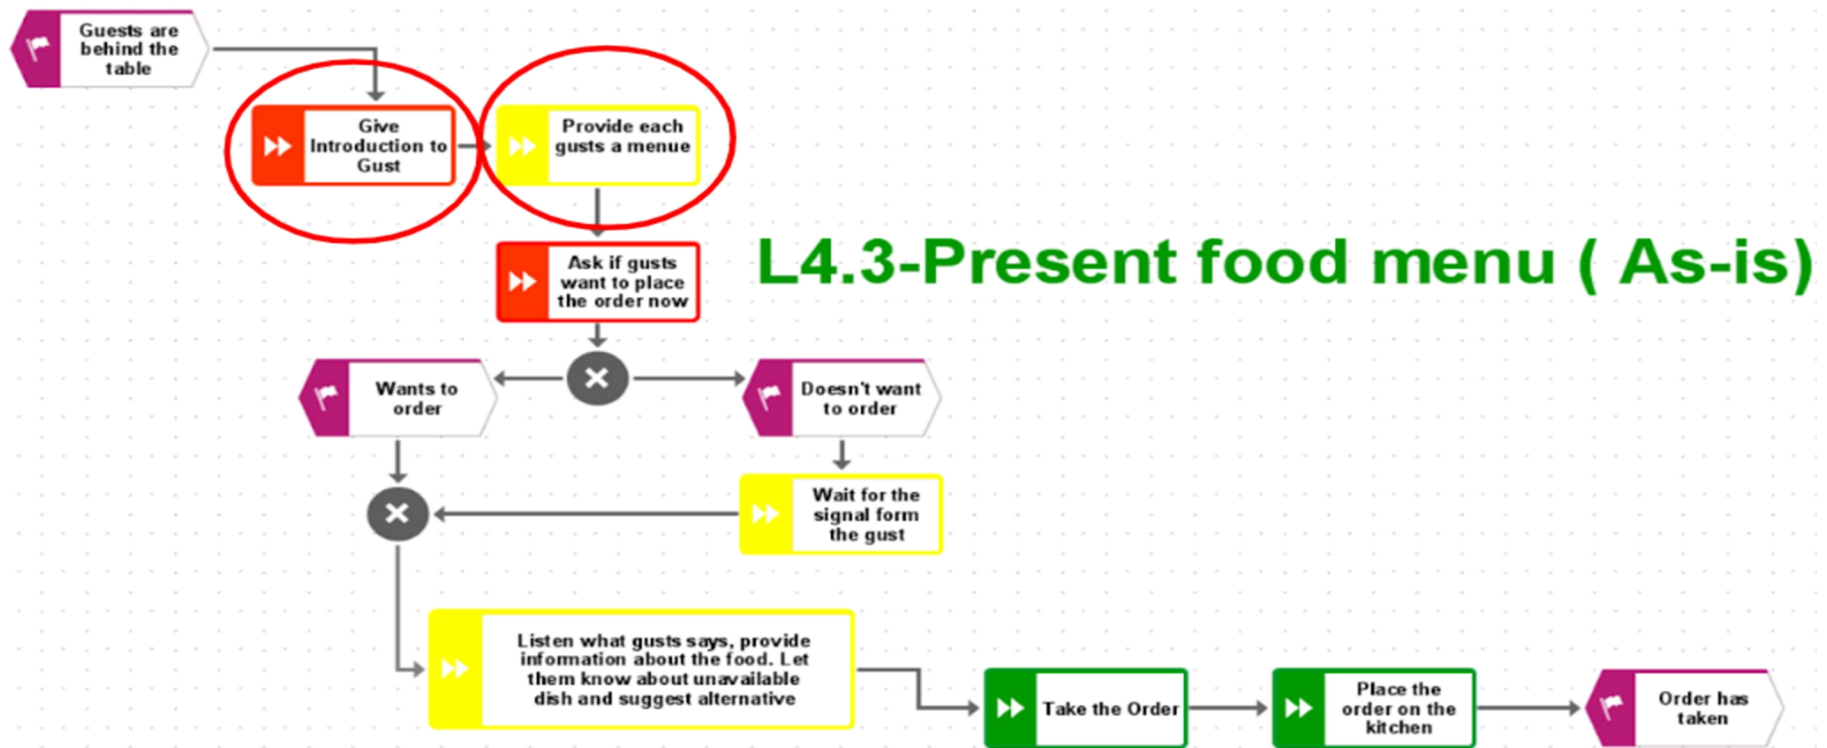 Guests are
behind the
table
Give
Introduction to
Gust
Provide each
gusts a menue
Ask if gusts
want to place
the order now
L4.3-Present food menu ( As-is)
Wants to
order
Doesn't want
to order
Wait for the
signal form
the gust
Listen what gusts says, provide
information about the food. Let
them know about unavailable
dish and suggest alternative
Take the Order
Place the
order on the
kitchen
Order has
taken